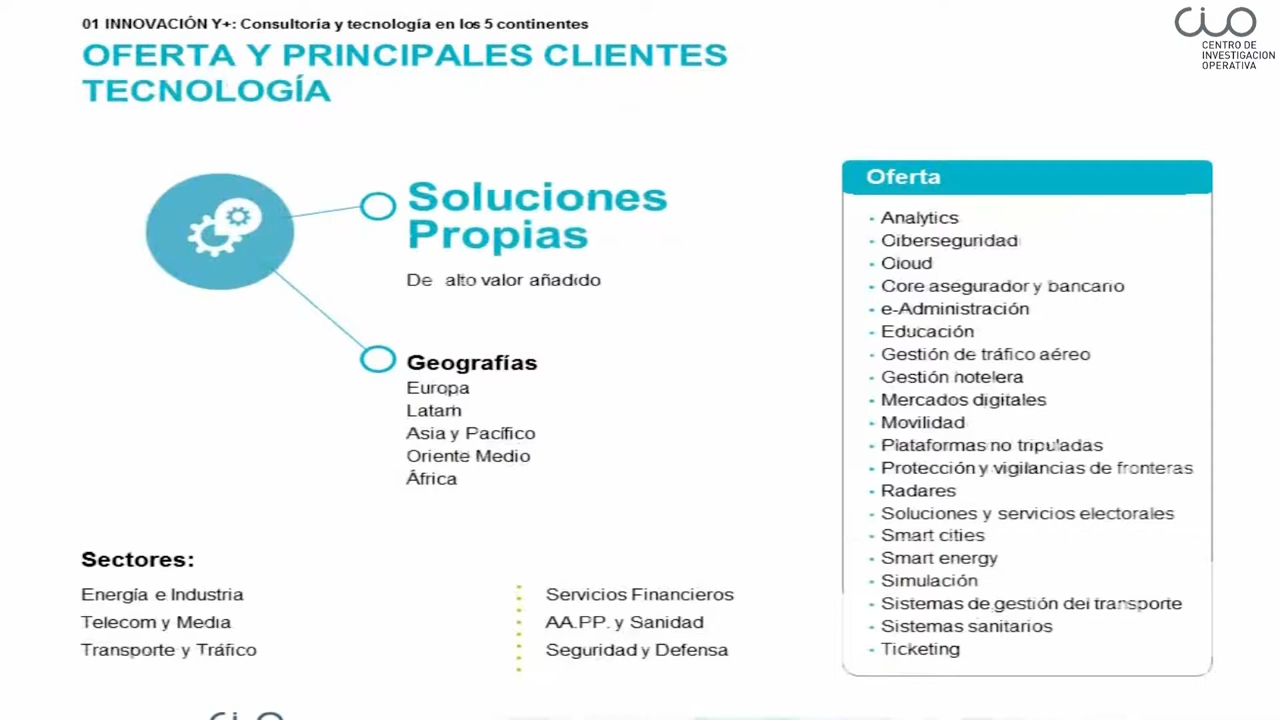 01 INNOVACIÓN Y+: Consultoría y tecnología en los 5 continentes
OFERTA Y PRINCIPALES CLIENTES
TECNOLOGÍA
CIO
CENTRO DE
INVESTIGACION
OPERATIVA
Soluciones
Propias
De alto valor añadido
Geografías
Europa
Latam
Asia y Pacífico
Oriente Medio
África
Oferta
- Analytics
- Ciberseguridad
- Cloud
- Core asegurador y bancario
- e-Administración
- Educación
- Gestión de tráfico aéreo
- Gestión hotelera
- Mercados digitales
- Movilidad
- Plataformas no tripuladas
- Protección y vigilancias de fronteras
- Radares
- Soluciones y servicios electorales
- Smart cities
- Smart energy
- Simulación
- Sistemas de gestión del transporte
- Sistemas sanitarios
- Ticketing
Sectores:
Energía e Industria
Telecom y Media
Transporte y Tráfico
Servicios Financieros
AA.PP. y Sanidad
Seguridad y Defensa